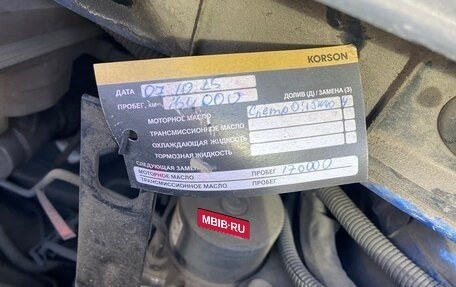 KORSON
ДАТА 07.10.25
ПРОБЕГ, КМ
ДОЛИВ (Д) / ЗАМЕНА (З)
МОТОРНОЕ МАСЛО
ТРАНСМИССИОННОЕ МАСЛО
ОХЛАЖДАЮЩАЯ ЖИДКОСТЬ
ТОРМОЗНАЯ ЖИДКОСТЬ
СЛЕДУЮЩАЯ ЗАМЕНА
МОТОРНОЕ МАСЛО ПРОБЕГ 170000
ТРАНСМИССИОННОЕ МАСЛО ПРОБЕГ
MBIB-RU